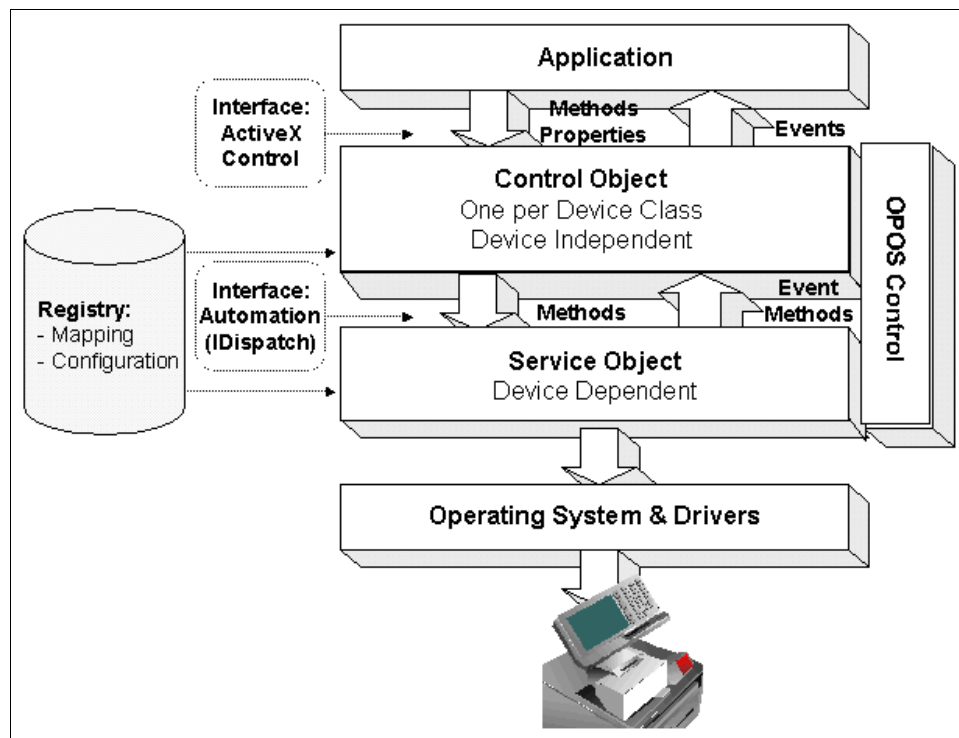 Application
Interface:
ActiveX
Control
Methods
Properties
Events
Control Object
One per Device Class
Device Independent
OPOS Control
Registry:
- Mapping
- Configuration
Interface:
Automation
(IDispatch)
Methods
Event
Methods
Service Object
Device Dependent
Operating System & Drivers